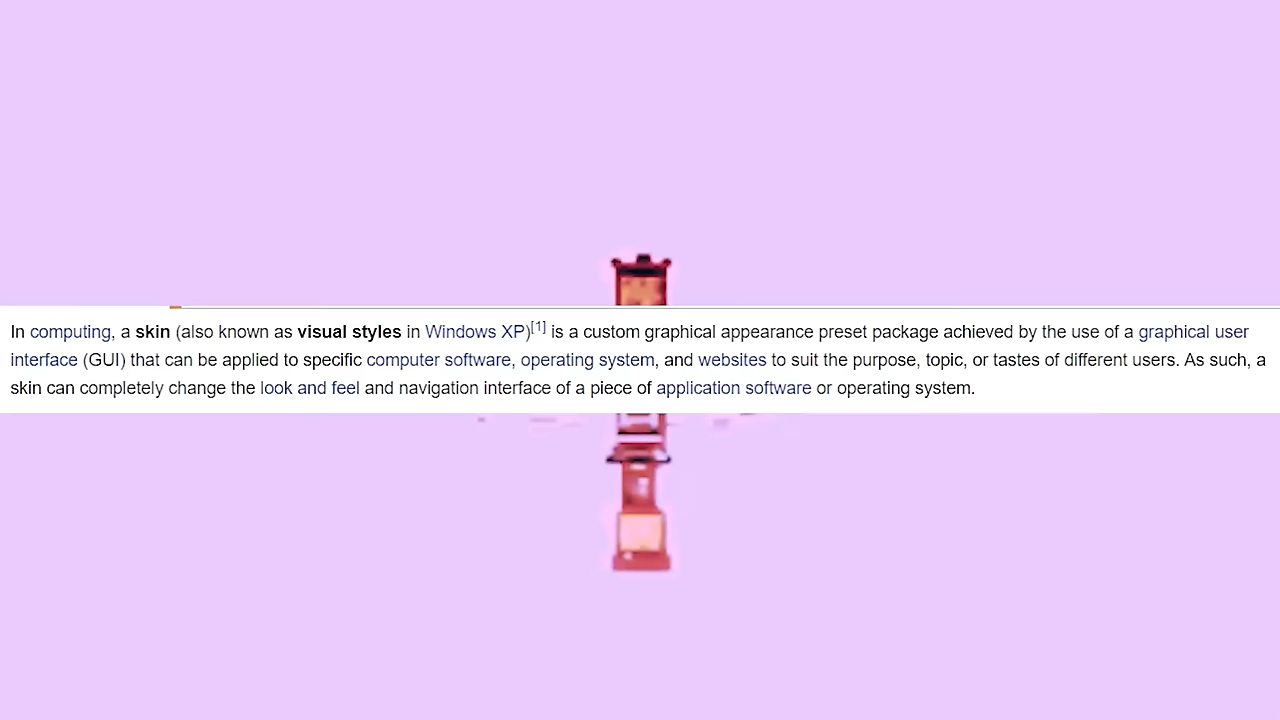 In computing, a skin (also known as visual styles in Windows XP)[1] is a custom graphical appearance preset package achieved by the use of a graphical user
interface (GUI) that can be applied to specific computer software, operating system, and websites to suit the purpose, topic, or tastes of different users. As such, a
skin can completely change the look and feel and navigation interface of a piece of application software or operating system.